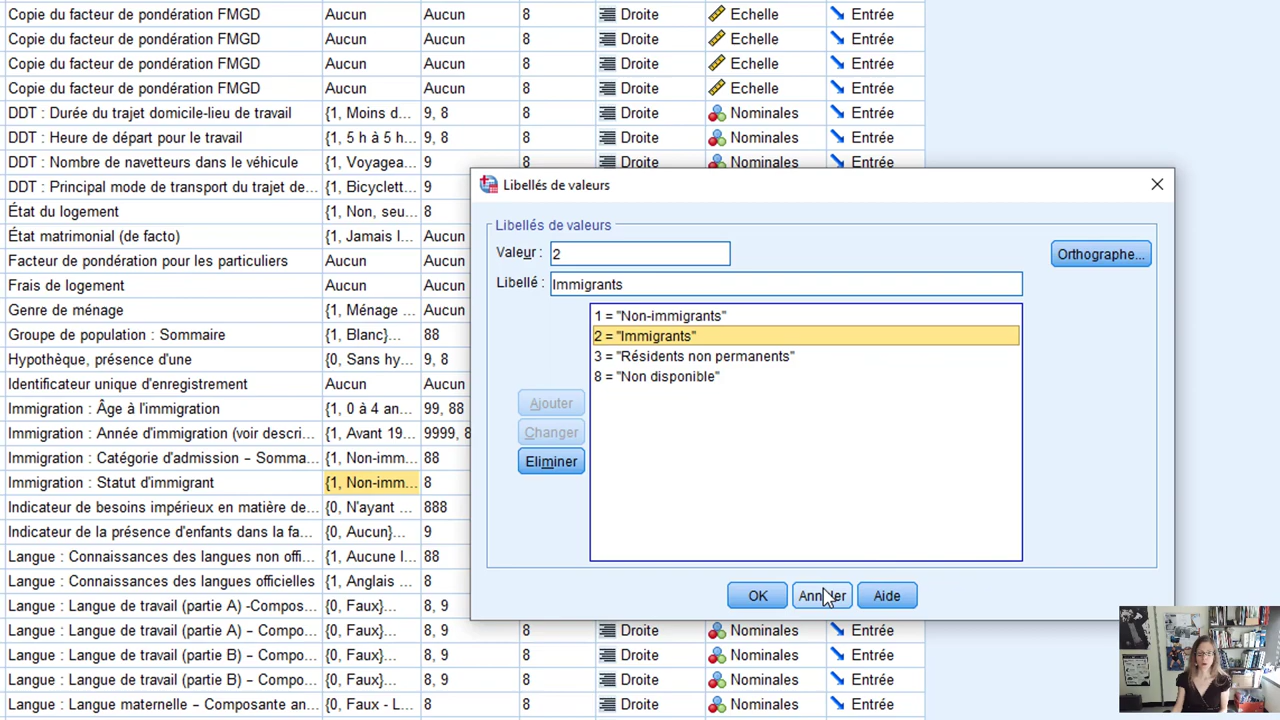 Copie du facteur de pondération FMGD Aucun Aucun 8 Droite Echelle Entrée
Copie du facteur de pondération FMGD Aucun Aucun 8 Droite Echelle Entrée
Copie du facteur de pondération FMGD Aucun Aucun 8 Droite Echelle Entrée
Copie du facteur de pondération FMGD Aucun Aucun 8 Droite Echelle Entrée
DDT : Durée du trajet domicile-lieu de travail {1, Moins d... 9, 8 8 Droite Nominales Entrée
DDT : Heure de départ pour le travail {1, 5 h à 5 h... 9, 8 8 Droite Nominales Entrée
DDT : Nombre de navetteurs dans le véhicule {1, Voyagea... 9 8 Droite Nominales Entrée
DDT : Principal mode de transport du trajet de... {1, Bicyclett... 9
État du logement {1, Non, seu... 8
État matrimonial (de facto) {1, Jamais l... Aucun
Facteur de pondération pour les particuliers Aucun Aucun
Frais de logement Aucun Aucun
Genre de ménage {1, Ménage ... Aucun
Groupe de population : Sommaire {1, Blanc}... 88
Hypothèque, présence d'une {0, Sans hy... 9, 8
Identificateur unique d'enregistrement Aucun Aucun
Immigration : Âge à l'immigration {1, 0 à 4 an... 99, 88
Immigration : Année d'immigration (voir descri... {1, Avant 19... 9999, 8
Immigration : Catégorie d'admission – Somma... {1, Non-imm... 88
Immigration : Statut d'immigrant {1, Non-imm... 8
Indicateur de besoins impérieux en matière de... {0, N'ayant ... 888
Indicateur de la présence d'enfants dans la fa... {0, Aucun}... 9
Langue : Connaissances des langues non offi... {1, Aucune l... 88
Langue : Connaissances des langues officielles {1, Anglais ... 8
Langue : Langue de travail (partie A) -Compos... {0, Faux}... 8, 9
Langue : Langue de travail (partie A) – Compo... {0, Faux}... 8, 9 8 Droite Nominales Entrée
Langue : Langue de travail (partie B) – Compo... {0, Faux}... 8, 9 8 Droite Nominales Entrée
Langue : Langue de travail (partie B) – Compo... {0, Faux}... 8, 9 8 Droite Nominales Entrée
Langue : Langue maternelle – Composante an... {0, Faux - L... 8 8 Droite Nominales Entrée
Libellés de valeurs
Libellés de valeurs
Valeur : 2 Orthographe...
Libellé : Immigrants
1 = "Non-immigrants"
2 = "Immigrants"
3 = "Résidents non permanents"
8 = "Non disponible"
Ajouter
Changer
Eliminer
OK Annuler Aide